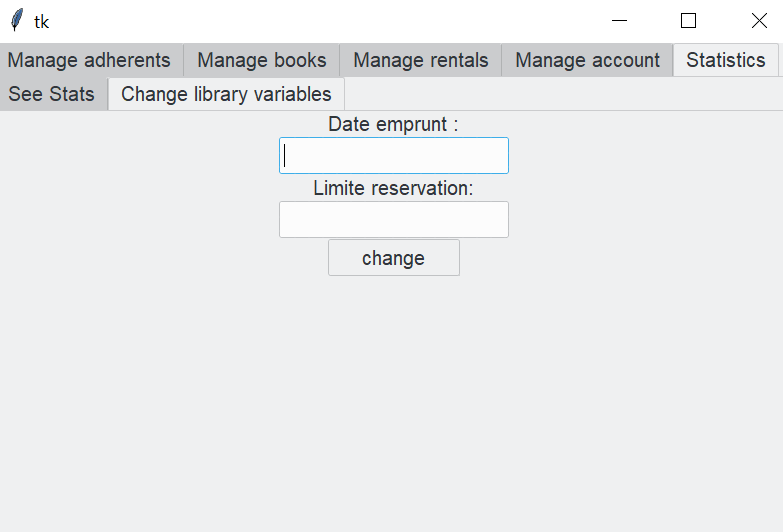 tk
Manage adherents Manage books Manage rentals Manage account Statistics
See Stats Change library variables
Date emprunt :
Limite reservation:
change